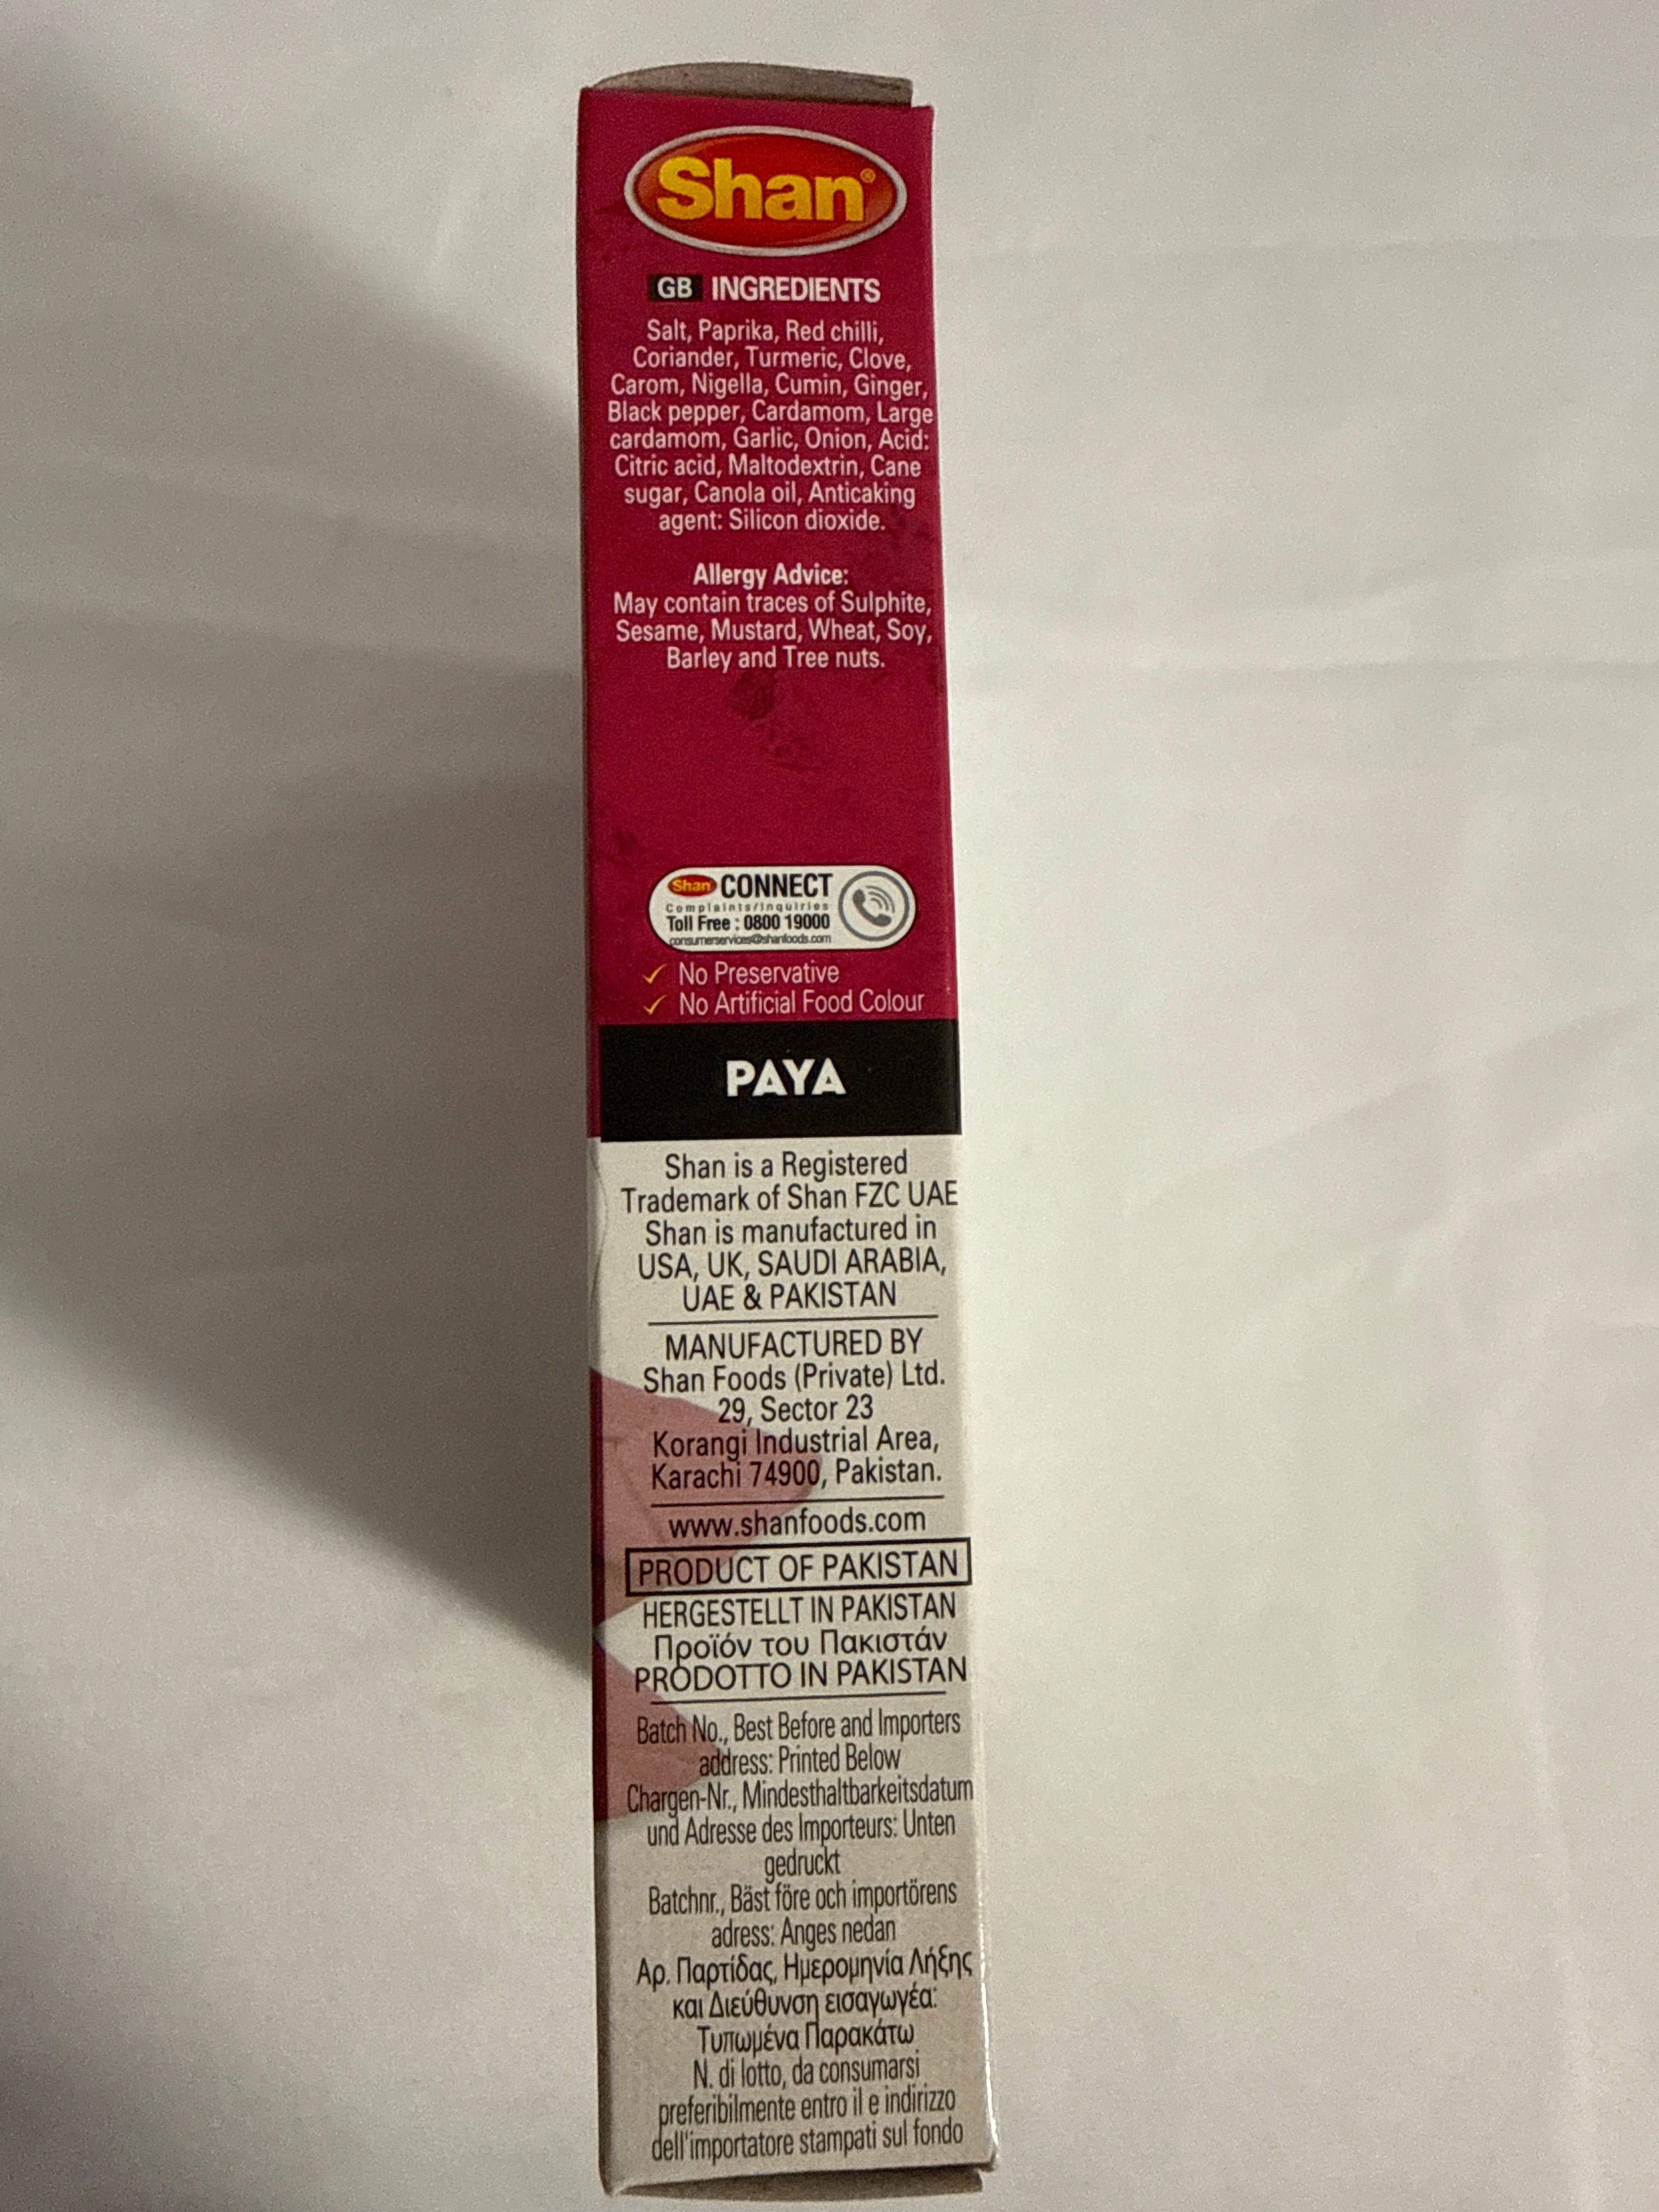 Shan®
GB INGREDIENTS
Salt, Paprika, Red chilli,
Coriander, Turmeric, Clove,
Carom, Nigella, Cumin, Ginger,
Black pepper, Cardamom, Large
cardamom, Garlic, Onion, Acid:
Citric acid, Maltodextrin, Cane
sugar, Canola oil, Anticaking
agent: Silicon dioxide.
Allergy Advice:
May contain traces of Sulphite,
Sesame, Mustard, Wheat, Soy,
Barley and Tree nuts.
Shan CONNECT
Complaints/Inquiries
Toll Free : 0800 19000
consumerservices@shanfoods.com
No Preservative
No Artificial Food Colour
PAYA
Shan is a Registered
Trademark of Shan FZC UAE
Shan is manufactured in
USA, UK, SAUDI ARABIA,
UAE & PAKISTAN
MANUFACTURED BY
Shan Foods (Private) Ltd.
29, Sector 23
Korangi Industrial Area,
Karachi 74900, Pakistan.
www.shanfoods.com
PRODUCT OF PAKISTAN
HERGESTELLT IN PAKISTAN
Προϊόν του Πακιστάν
PRODOTTO IN PAKISTAN
Batch No., Best Before and Importers
address: Printed Below
Chargen-Nr., Mindesthaltbarkeitsdatum
und Adresse des Importeurs: Unten
gedruckt
Batchnr., Bäst före och importörens
adress: Anges nedan
Αρ. Παρτίδας, Ημερομηνία Λήξης
και Διεύθυνση εισαγωγέα:
Τυπωμένα Παρακάτω
N. di lotto, da consumarsi
preferibilmente entro il e indirizzo
dell'importatore stampati sul fondo